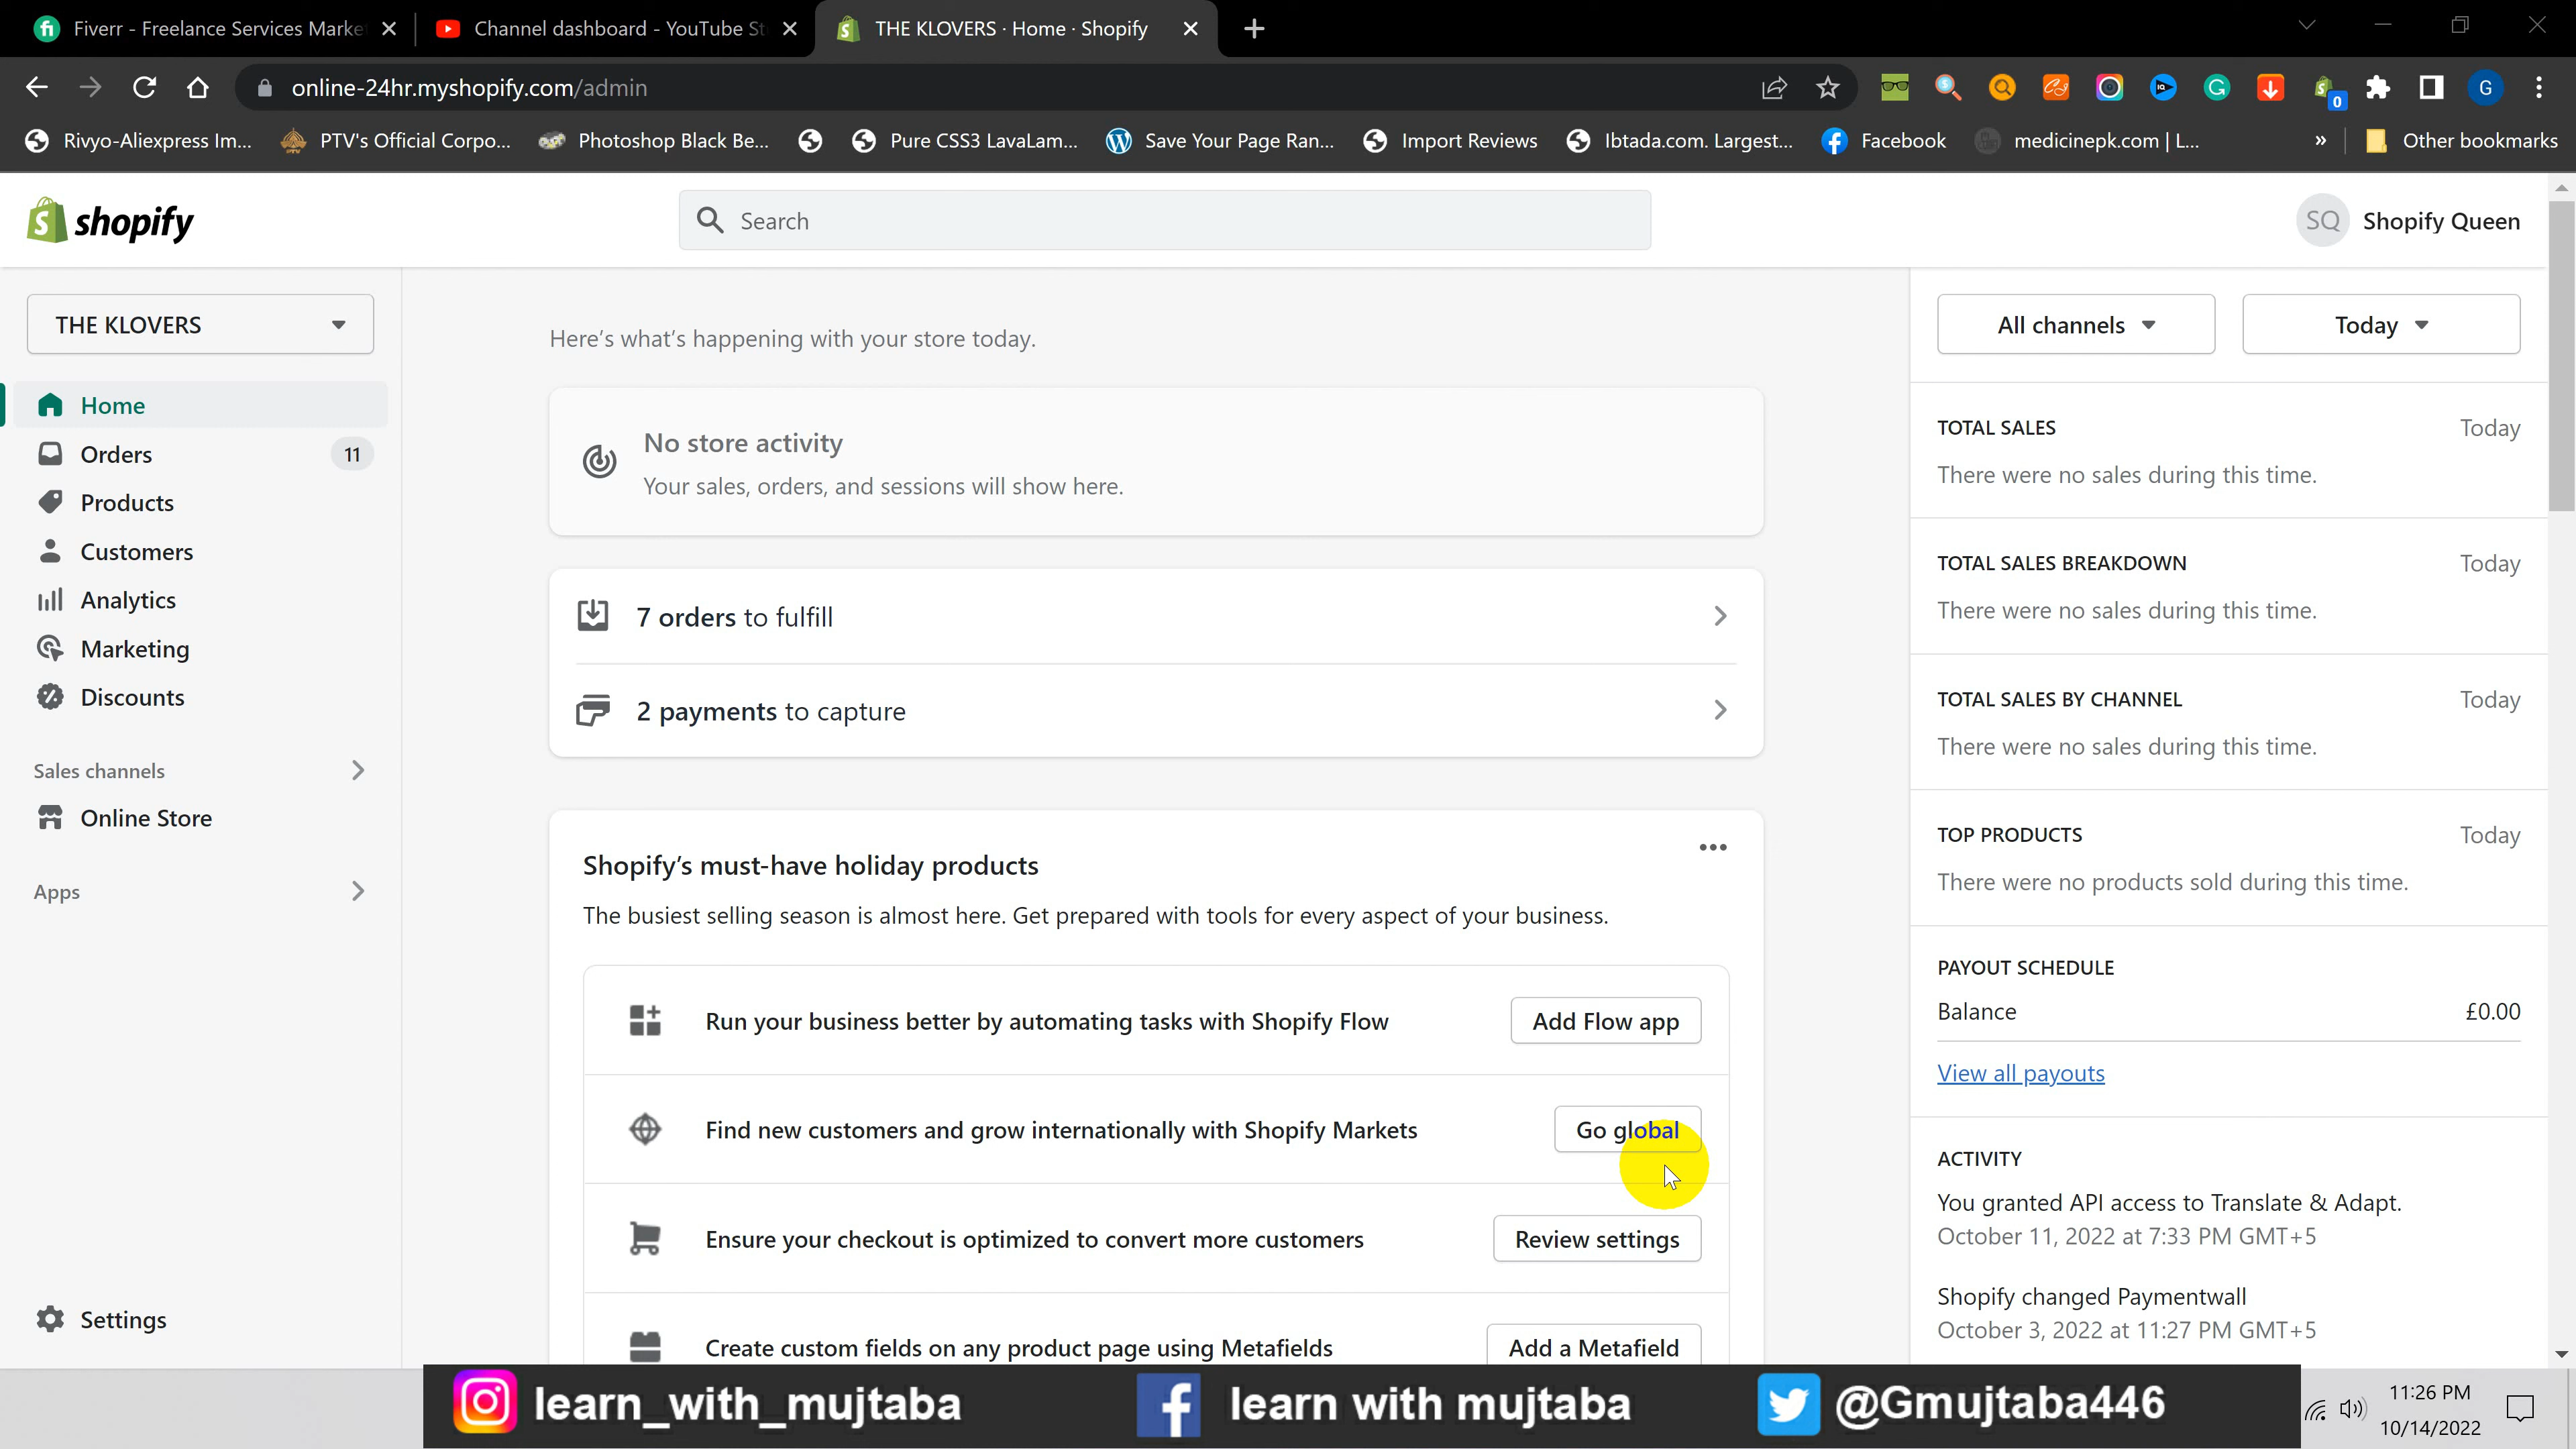 Fiverr - Freelance Services Marke
Channel dashboard - YouTube St
THE KLOVERS · Home · Shopify
online-24hr.myshopify.com/admin
Rivyo-Aliexpress Im...
PTV's Official Corpo...
Photoshop Black Be...
Pure CSS3 LavaLam...
Save Your Page Ran...
Import Reviews
Ibtada.com. Largest...
Facebook
medicinepk.com | L...
»
Other bookmarks
0
G
shopify
Search
SQ
Shopify Queen
THE KLOVERS
Home
Orders
11
Products
Customers
Analytics
Marketing
Discounts
Sales channels
Online Store
Apps
Settings
Here's what's happening with your store today.
No store activity
Your sales, orders, and sessions will show here.
7 orders to fulfill
2 payments to capture
Shopify's must-have holiday products
The busiest selling season is almost here. Get prepared with tools for every aspect of your business.
Run your business better by automating tasks with Shopify Flow
Add Flow app
Find new customers and grow internationally with Shopify Markets
Go global
Ensure your checkout is optimized to convert more customers
Review settings
Create custom fields on any product page using Metafields
Add a Metafield
All channels
Today
TOTAL SALES
Today
There were no sales during this time.
TOTAL SALES BREAKDOWN
Today
There were no sales during this time.
TOTAL SALES BY CHANNEL
Today
There were no sales during this time.
TOP PRODUCTS
Today
There were no products sold during this time.
PAYOUT SCHEDULE
Balance
£0.00
View all payouts
ACTIVITY
You granted API access to Translate & Adapt.
October 11, 2022 at 7:33 PM GMT+5
Shopify changed Paymentwall
October 3, 2022 at 11:27 PM GMT+5
learn_with_mujtaba
learn with mujtaba
@Gmujtaba446
11:26 PM
10/14/2022